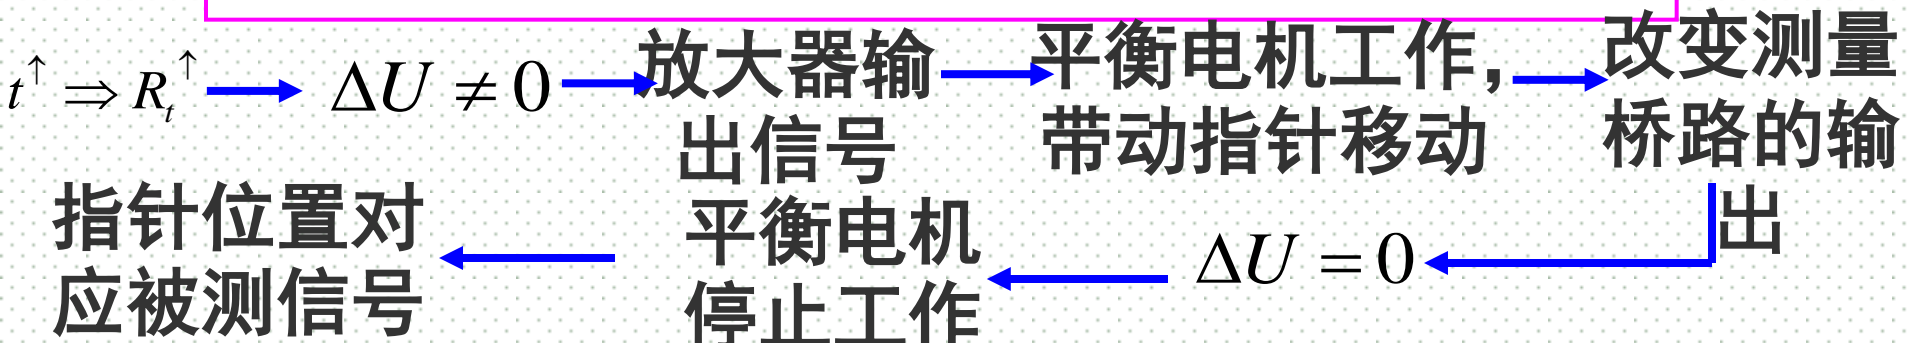 t↑ ⇒ R_t↑ → ΔU ≠ 0 → 放大器输 → 平衡电机工作, → 改变测量
出信号
带动指针移动
桥路的输
出
指针位置对
应被测信号
平衡电机
停止工作
ΔU = 0